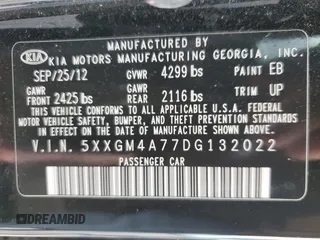 MANUFACTURED BY
KIA KIA MOTORS MANUFACTURING GEORGIA, INC.
SEP/25/12 GVWR 4299 lbs PAINT EB
GAWR FRONT 2425 lbs GAWR REAR 2116 lbs TRIM UP
THIS VEHICLE CONFORMS TO ALL APPLICABLE U.S.A. FEDERAL
MOTOR VEHICLE SAFETY, BUMPER, AND THEFT PREVENTION
STANDARDS IN EFFECT ON THE DATE OF MANUFACTURE SHOWN ABOVE.
V.I.N. 5XXGM4A77DG132022
PASSENGER CAR
DREAMBID